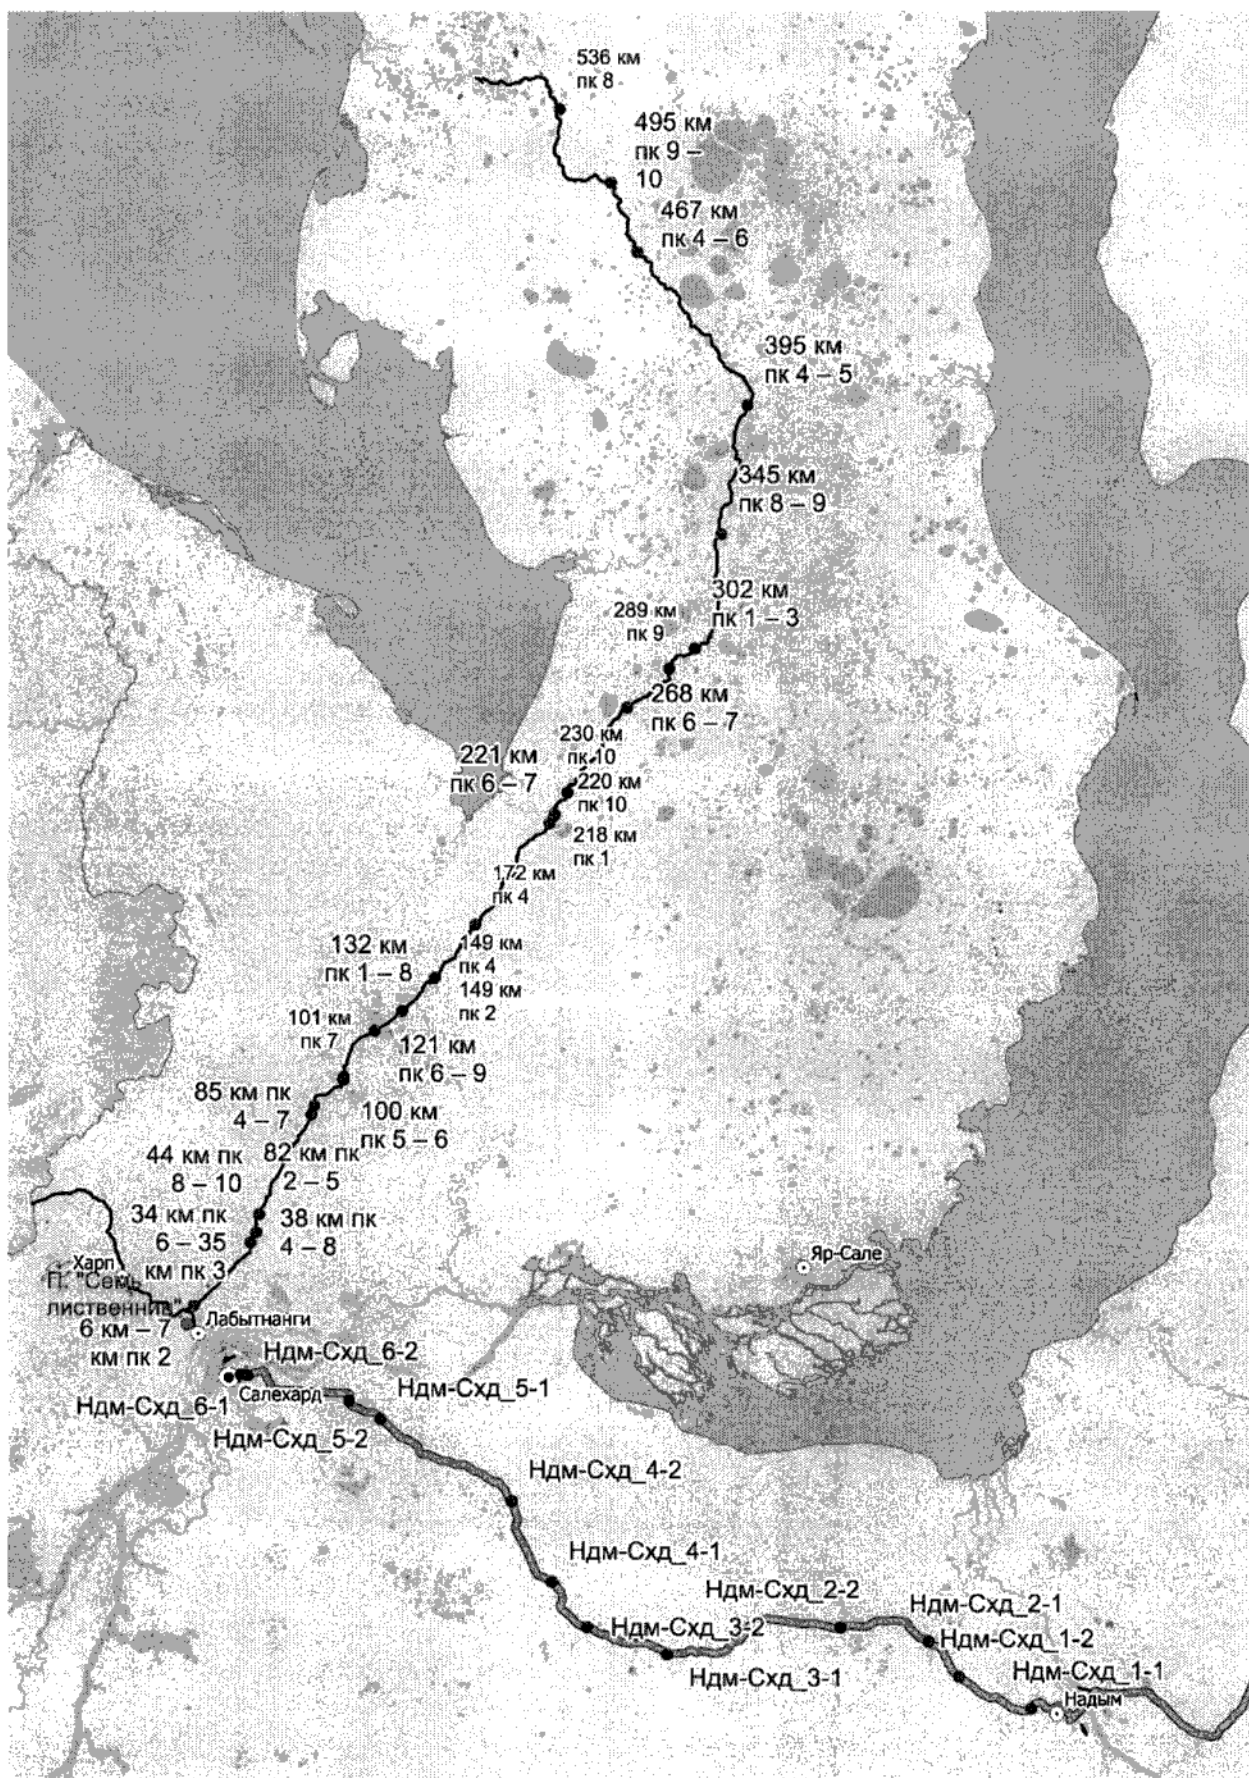 536 км
пк 8
495 км
пк 9 –
10
467 км
пк 4 – 6
395 км
пк 4 – 5
345 км
пк 8 – 9
302 км
пк 1 – 3
289 км
пк 9
268 км
пк 6 – 7
230 км
пк 10
221 км
пк 6 – 7
220 км
пк 10
218 км
пк 1
172 км
пк 4
132 км
пк 1 – 8
149 км
пк 4
149 км
пк 2
101 км
пк 7
121 км
пк 6 – 9
85 км пк
4 – 7
100 км
пк 5 – 6
44 км пк
8 – 10
82 км пк
2 – 5
34 км пк
6 – 35
км пк 3
38 км пк
4 – 8
Харп
П. "Семь
лиственниц"
6 км – 7
км пк 2
Лабытнанги
Яр-Сале
Ндм-Схд_6-2
Салехард
Ндм-Схд_6-1
Ндм-Схд_5-1
Ндм-Схд_5-2
Ндм-Схд_4-2
Ндм-Схд_4-1
Ндм-Схд_2-2
Ндм-Схд_2-1
Ндм-Схд_3-2
Ндм-Схд_1-2
Ндм-Схд_3-1
Ндм-Схд_1-1
Надым